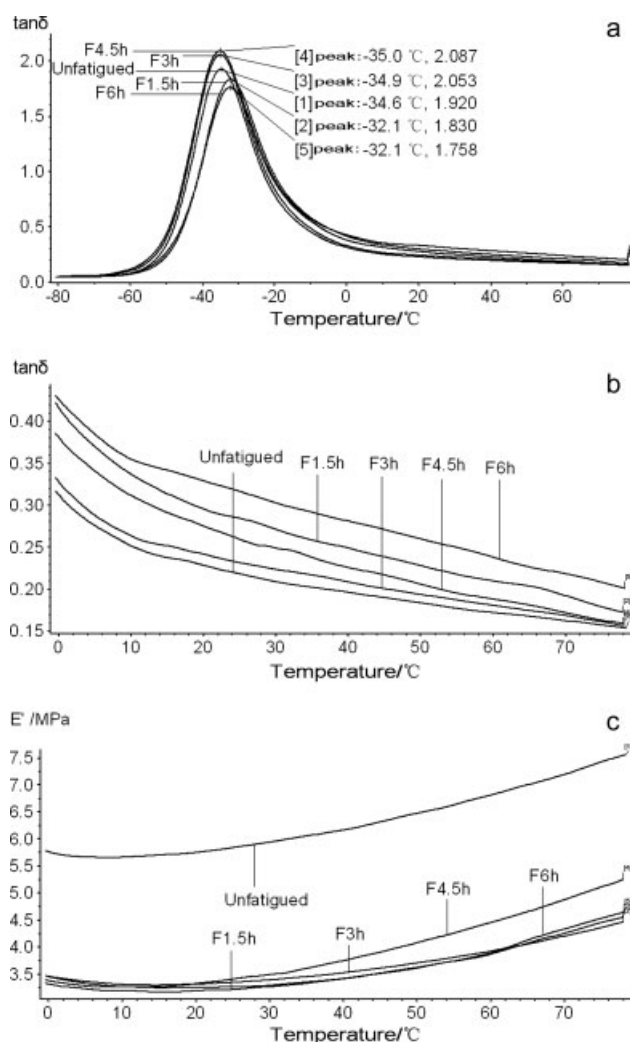 tanδ
a
F4.5h
[4]peak:-35.0 ℃, 2.087
2.0
F3h
[3]peak:-34.9 ℃, 2.053
Unfatigued
[1]peak:-34.6 ℃, 1.920
F1.5h
[2]peak:-32.1 ℃, 1.830
1.5
F6h
[5]peak:-32.1 ℃, 1.758
1.0
0.5
0.0
-80 -60 -40 -20 0 20 40 60
Temperature/℃
tanδ
b
0.40
Unfatigued F1.5h F3h F4.5h F6h
0.35
0.30
0.25
0.20
0.15
0 10 20 30 40 50 60 70
Temperature/℃
E' /MPa
c
7.5
7.0
6.5
6.0
5.5
Unfatigued
5.0
F4.5h F6h
4.5
F1.5h F3h
4.0
3.5
0 10 20 30 40 50 60 70
Temperature/℃